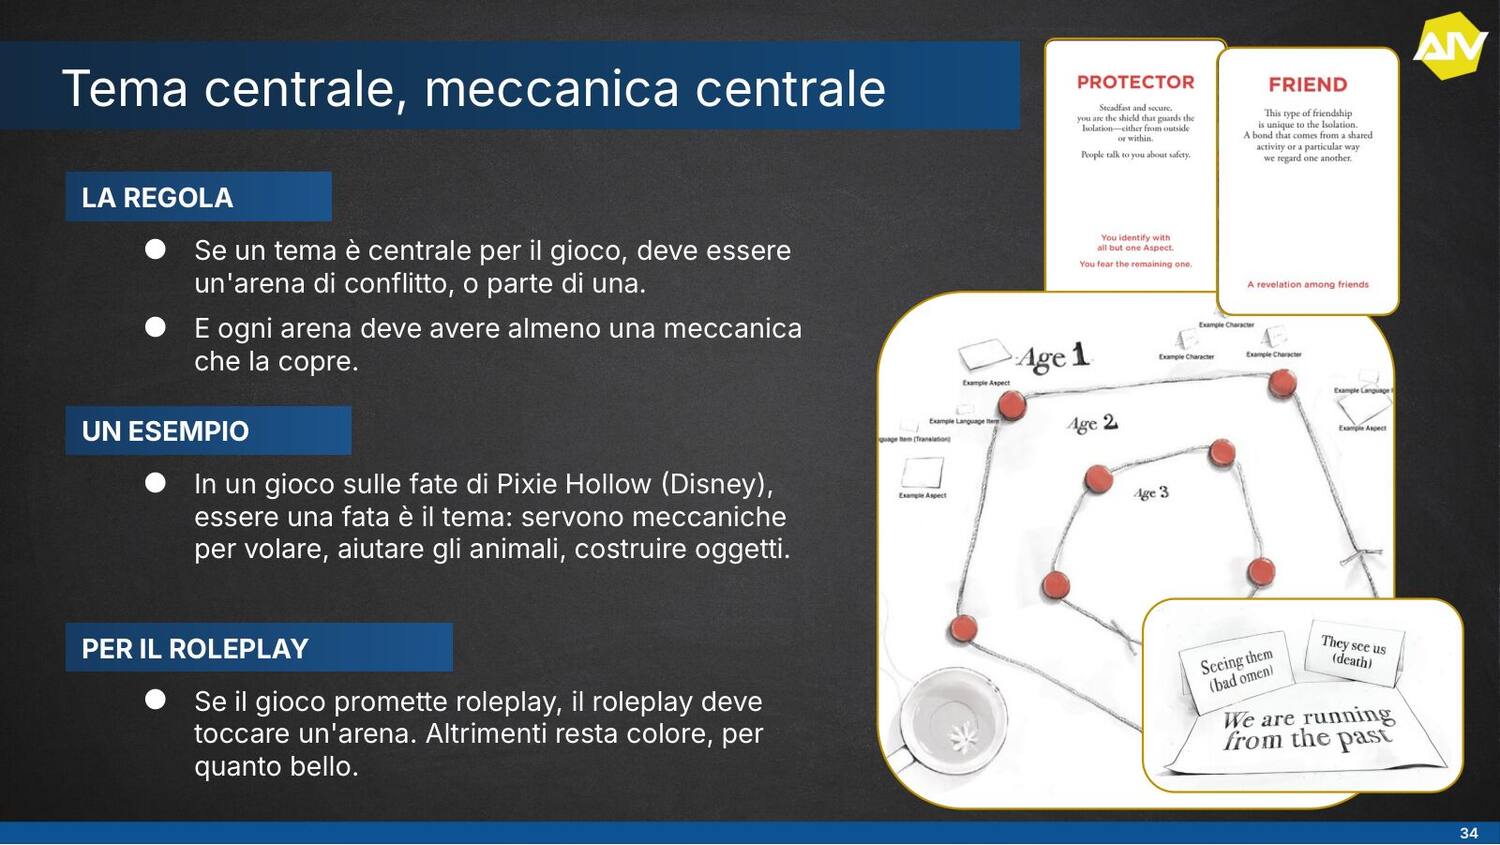 Tema centrale, meccanica centrale
LA REGOLA
Se un tema è centrale per il gioco, deve essere
un'arena di conflitto, o parte di una.
E ogni arena deve avere almeno una meccanica
che la copre.
UN ESEMPIO
In un gioco sulle fate di Pixie Hollow (Disney),
essere una fata è il tema: servono meccaniche
per volare, aiutare gli animali, costruire oggetti.
PER IL ROLEPLAY
Se il gioco promette roleplay, il roleplay deve
toccare un'arena. Altrimenti resta colore, per
quanto bello.
PROTECTOR
Steadfast and secure,
you are the shield that guards the
Isolation—either from outside
or within.
People talk to you about safety.
You identify with
all but one Aspect.
You fear the remaining one.
FRIEND
This type of friendship
is unique to the Isolation.
A bond that comes from a shared
activity or a particular way
we regard one another.
A revelation among friends
AIV
Example Character
Example Character
Example Character
Age 1
Example Aspect
Example Language
Example Aspect
Example Language Item
guage Item (Translation)
Example Aspect
Age 2
Age 3
Seeing them
(bad omen)
They see us
(death)
We are running
from the past
34